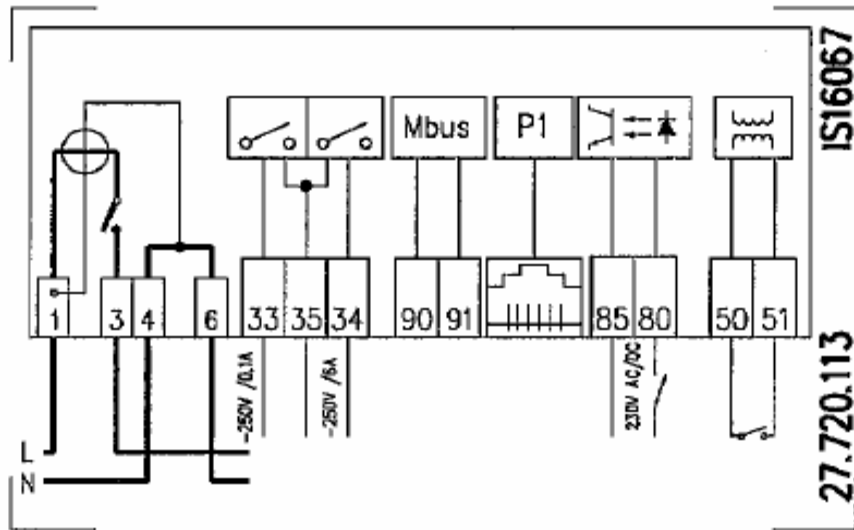 IS16067
27.720.113
Mbus
P1
1
3
4
6
33
35
34
90
91
85
80
50
51
~250V /0.1A
~250V /6A
230V AC/DC
L
N